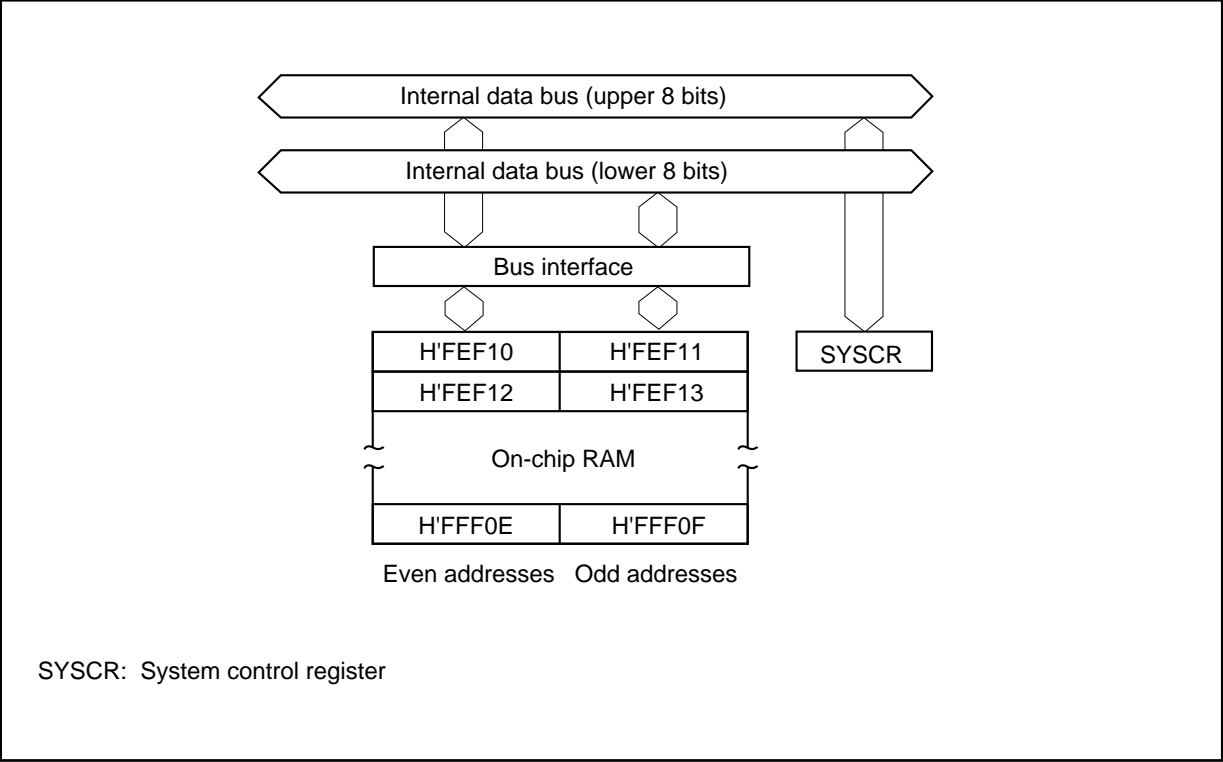 Internal data bus (upper 8 bits)
Internal data bus (lower 8 bits)
Bus interface
H'FEF10 H'FEF11 SYSCR
H'FEF12 H'FEF13
On-chip RAM
H'FFF0E H'FFF0F
Even addresses Odd addresses
SYSCR: System control register